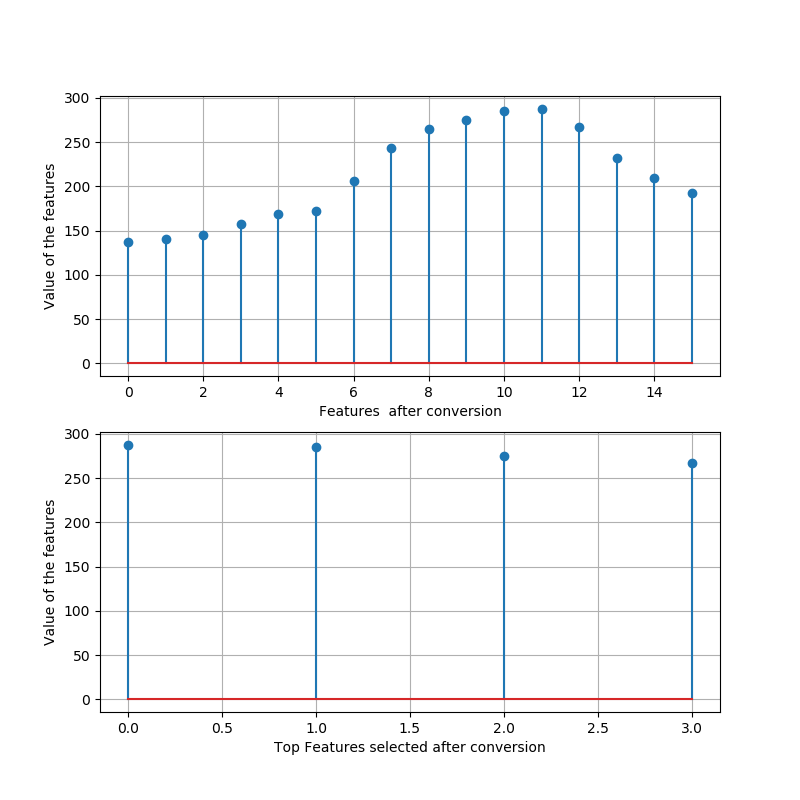 300
250
200
150
100
50
0
Value of the features
0 2 4 6 8 10 12 14
Features  after conversion
300
250
200
150
100
50
0
Value of the features
0.0 0.5 1.0 1.5 2.0 2.5 3.0
Top Features selected after conversion